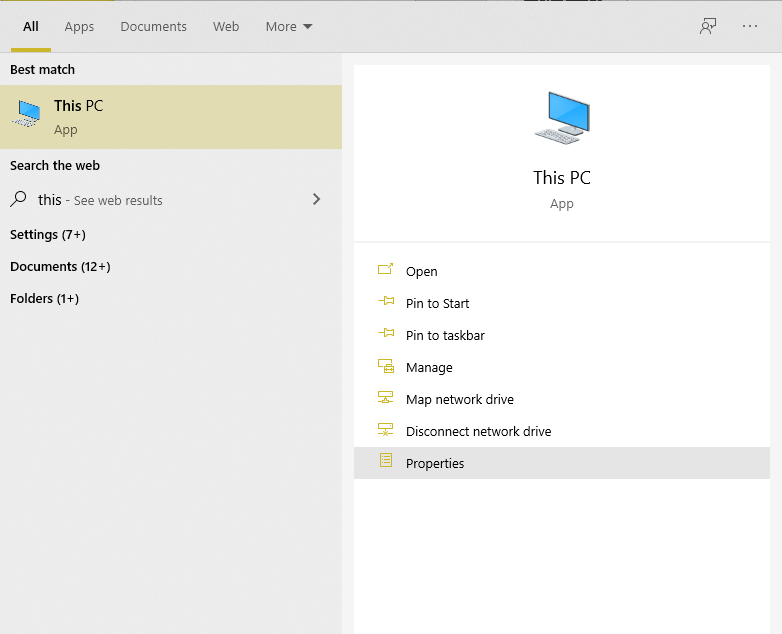 All Apps Documents Web More
Best match
This PC
App
Search the web
this - See web results
Settings (7+)
Documents (12+)
Folders (1+)
This PC
App
Open
Pin to Start
Pin to taskbar
Manage
Map network drive
Disconnect network drive
Properties